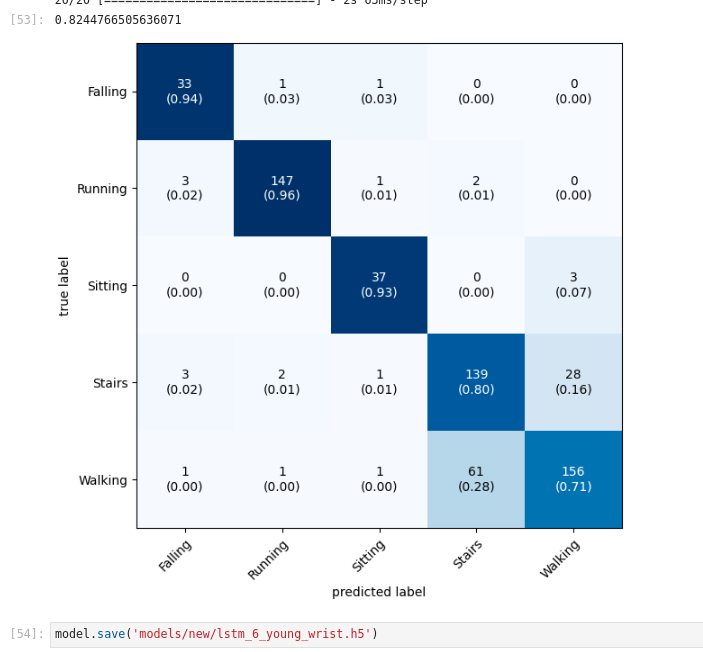 20/20 [==============================] - 2s 63ms/step
[53]: 0.8244766505636071
Falling 33 1 1 0 0
(0.94) (0.03) (0.03) (0.00) (0.00)
Running 3 147 1 2 0
(0.02) (0.96) (0.01) (0.01) (0.00)
Sitting 0 0 37 0 3
(0.00) (0.00) (0.93) (0.00) (0.07)
true label
Stairs 3 2 1 139 28
(0.02) (0.01) (0.01) (0.80) (0.16)
Walking 1 1 1 61 156
(0.00) (0.00) (0.00) (0.28) (0.71)
Falling Running Sitting Stairs Walking
predicted label
[54]: model.save('models/new/lstm_6_young_wrist.h5')